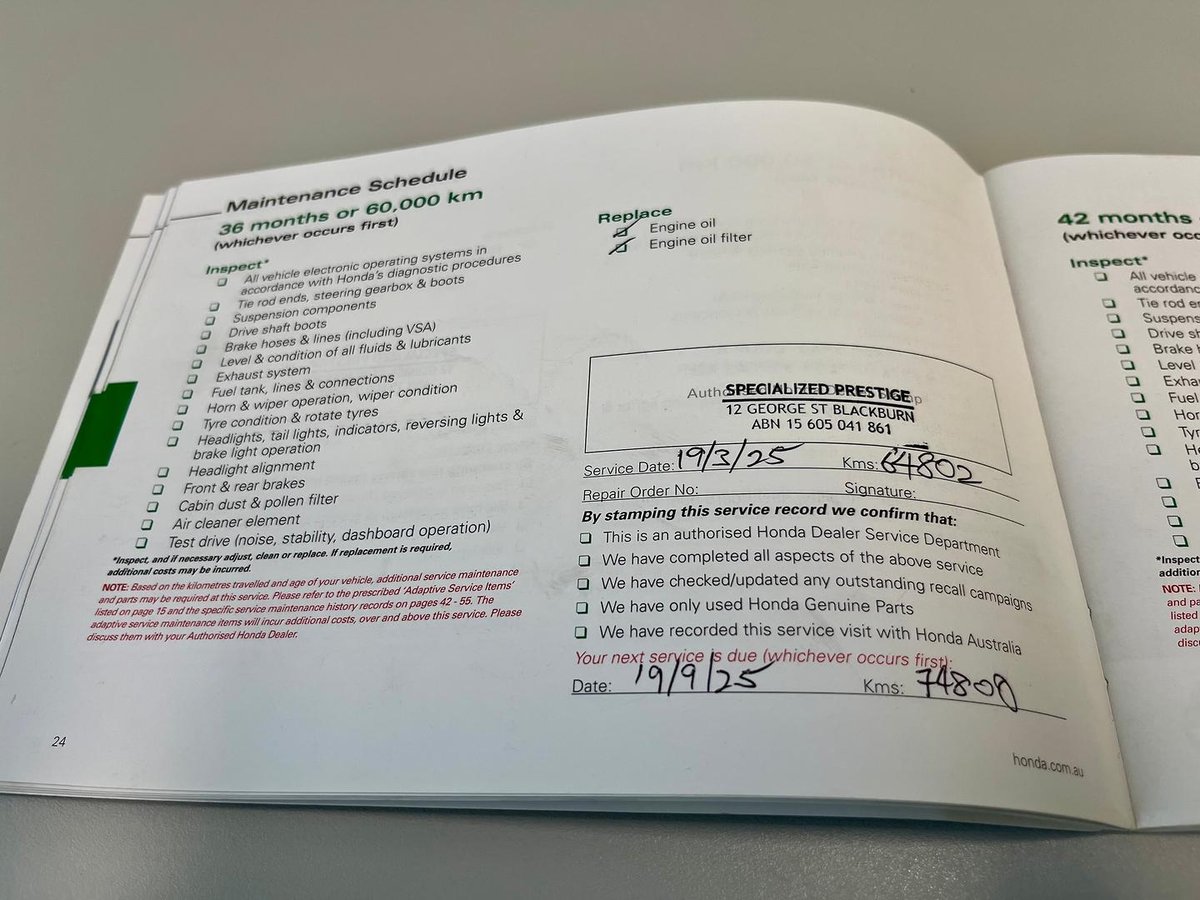 Maintenance Schedule
36 months or 60,000 km
(whichever occurs first)
Inspect*
All vehicle electronic operating systems in
accordance with Honda's diagnostic procedures
Tie rod ends, steering gearbox & boots
Suspension components
Drive shaft boots
Brake hoses & lines (including VSA)
Level & condition of all fluids & lubricants
Exhaust system
Fuel tank, lines & connections
Horn & wiper operation, wiper condition
Tyre condition & rotate tyres
Headlights, tail lights, indicators, reversing lights &
brake light operation
Headlight alignment
Front & rear brakes
Cabin dust & pollen filter
Air cleaner element
Test drive (noise, stability, dashboard operation)
*Inspect, and if necessary adjust, clean or replace. If replacement is required,
additional costs may be incurred.
NOTE: Based on the kilometres travelled and age of your vehicle, additional service maintenance
and parts may be required at this service. Please refer to the prescribed 'Adaptive Service Items'
listed on page 15 and the specific service maintenance history records on pages 42 - 55. The
adaptive service maintenance items will incur additional costs, over and above this service. Please
discuss them with your Authorised Honda Dealer.
24
Replace
Engine oil
Engine oil filter
SPECIALIZED PRESTIGE
12 GEORGE ST BLACKBURN
ABN 15 605 041 861
Service Date: 19/3/25 Kms: 64802
Repair Order No: Signature:
By stamping this service record we confirm that:
This is an authorised Honda Dealer Service Department
We have completed all aspects of the above service
We have checked/updated any outstanding recall campaigns
We have only used Honda Genuine Parts
We have recorded this service visit with Honda Australia
Your next service is due (whichever occurs first):
Date: 19/9/25 Kms: 74800
honda.com.au
42 months
(whichever
Inspect*
All vehicle
Tie rod
Drive
Brake
Level
Fuel
*Inspect
NOTE:
and
listed